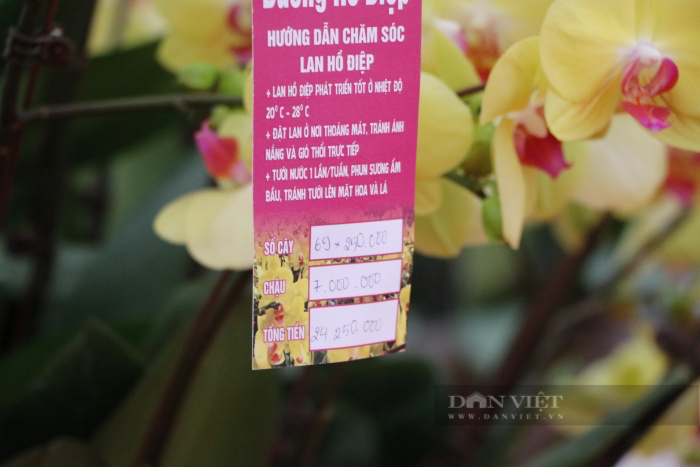 Đường Hồ Điệp
HƯỚNG DẪN CHĂM SÓC
LAN HỒ ĐIỆP
+ LAN HỒ ĐIỆP PHÁT TRIỂN TỐT Ở NHIỆT ĐỘ
20° C - 28° C
+ ĐẶT LAN Ở NƠI THOÁNG MÁT, TRÁNH ÁNH
NẮNG VÀ GIÓ THỔI TRỰC TIẾP
+ TƯỚI NƯỚC 1 LẦN/TUẦN, PHUN SƯƠNG ẨM
BẦU, TRÁNH TƯỚI LÊN MẶT HOA VÀ LÁ
SỐ CÂY 69 * 250.000
CHẬU 7.000.000
TỔNG TIỀN 24.250.000
DÂN VIỆT
WWW.DANVIET.VN